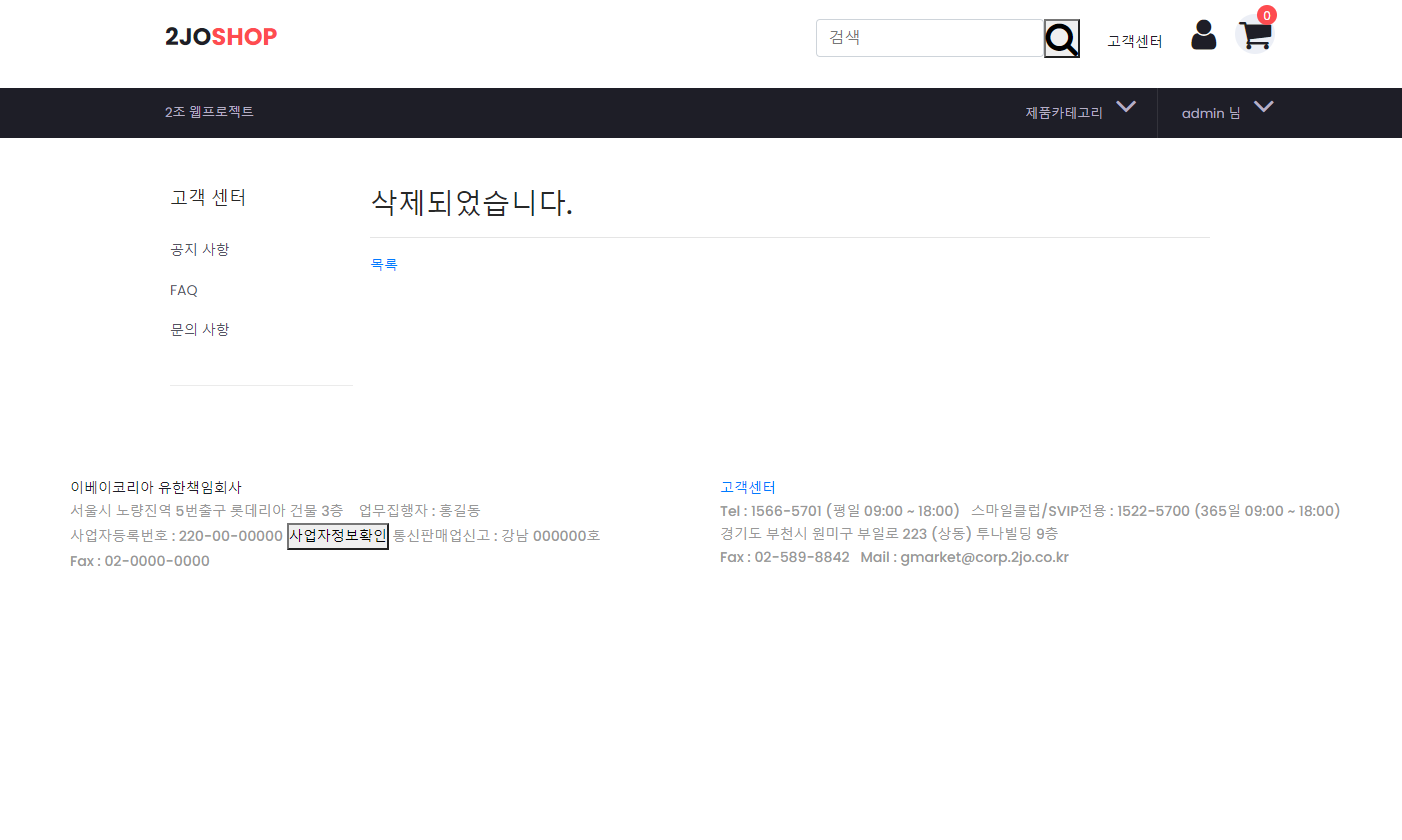 2JOSHOP
검색
고객센터
0
2조 웹프로젝트
제품카테고리
admin 님
고객 센터
공지 사항
FAQ
문의 사항
삭제되었습니다.
목록
이베이코리아 유한책임회사
서울시 노량진역 5번출구 롯데리아 건물 3층 업무집행자 : 홍길동
사업자등록번호 : 220-00-00000 사업자정보확인 통신판매업신고 : 강남 000000호
Fax : 02-0000-0000
고객센터
Tel : 1566-5701 (평일 09:00 ~ 18:00) 스마일클럽/SVIP전용 : 1522-5700 (365일 09:00 ~ 18:00)
경기도 부천시 원미구 부일로 223 (상동) 투나빌딩 9층
Fax : 02-589-8842 Mail : gmarket@corp.2jo.co.kr